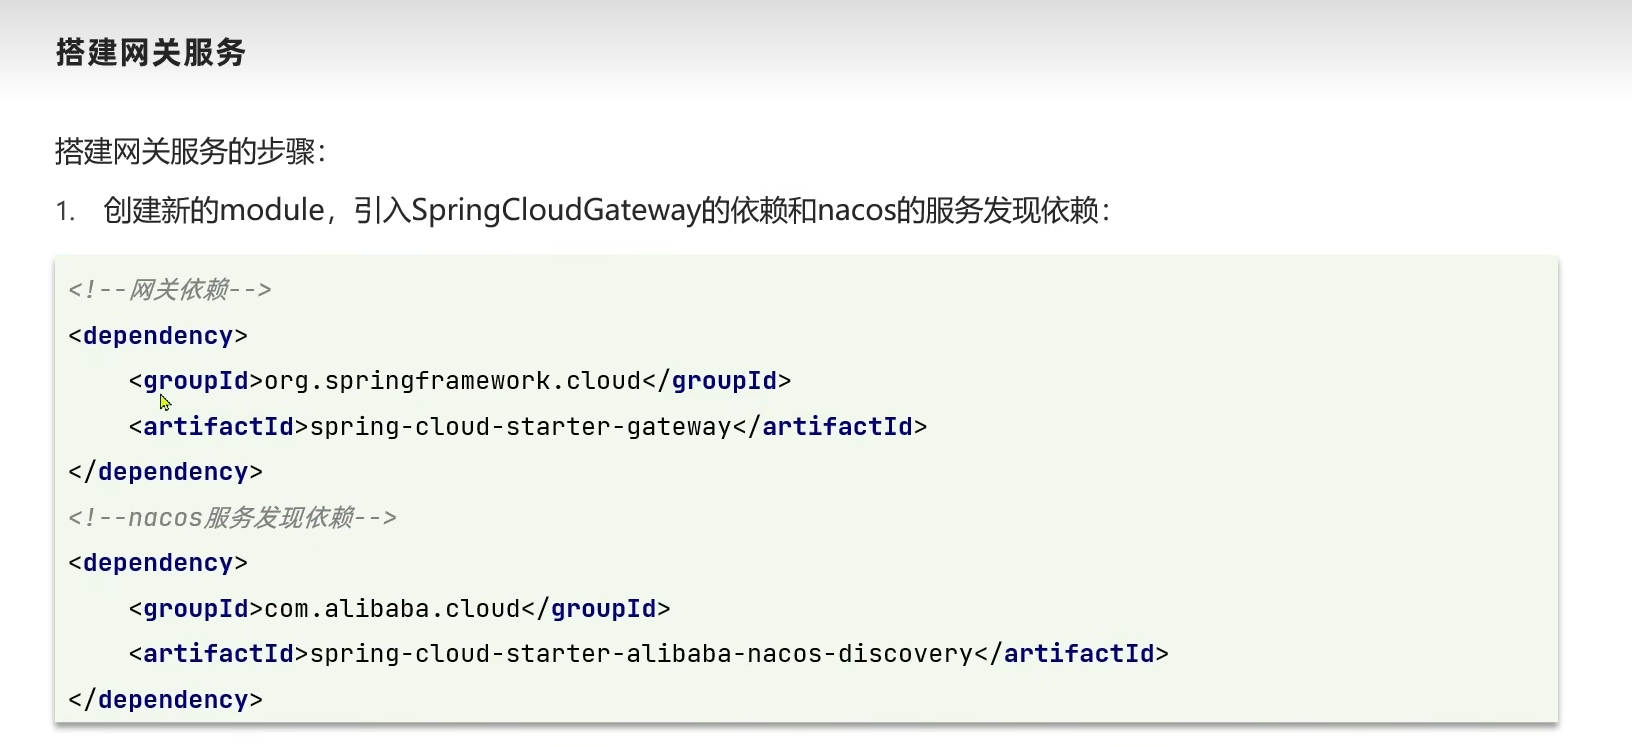 搭建网关服务
搭建网关服务的步骤：
1. 创建新的module，引入SpringCloudGateway的依赖和nacos的服务发现依赖：
<!--网关依赖-->
<dependency>
    <groupId>org.springframework.cloud</groupId>
    <artifactId>spring-cloud-starter-gateway</artifactId>
</dependency>
<!--nacos服务发现依赖-->
<dependency>
    <groupId>com.alibaba.cloud</groupId>
    <artifactId>spring-cloud-starter-alibaba-nacos-discovery</artifactId>
</dependency>